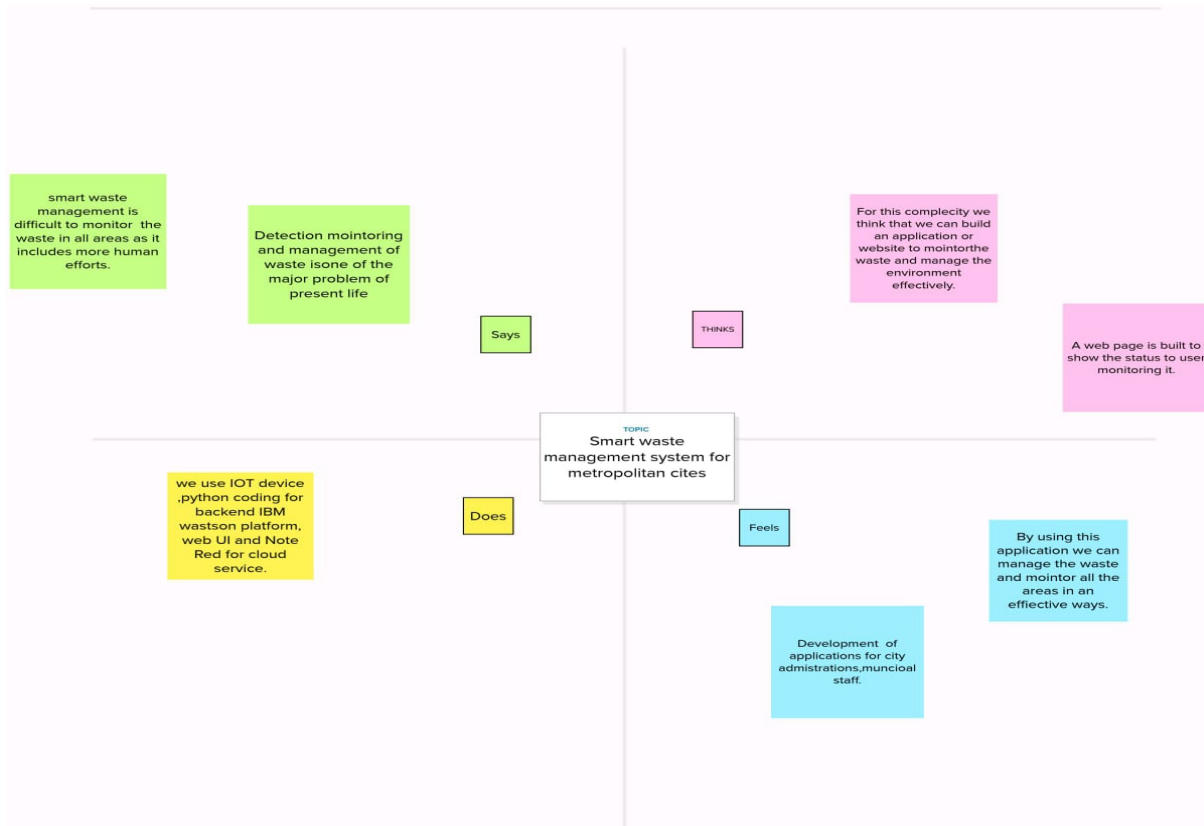 smart waste
management is
difficult to monitor the
waste in all areas as it
includes more human
efforts.
Detection mointoring
and management of
waste isone of the
major problem of
present life
Says
For this complecity we
think that we can build
an application or
website to mointorthe
waste and manage the
environment
effectively.
THINKS
A web page is built to
show the status to user
monitoring it.
TOPIC
Smart waste
management system for
metropolitan cites
we use IOT device
,python coding for
backend IBM
wastson platform,
web UI and Note
Red for cloud
service.
Does
Feels
By using this
application we can
manage the waste
and mointor all the
areas in an
effiective ways.
Development of
applications for city
admistrations,muncioal
staff.